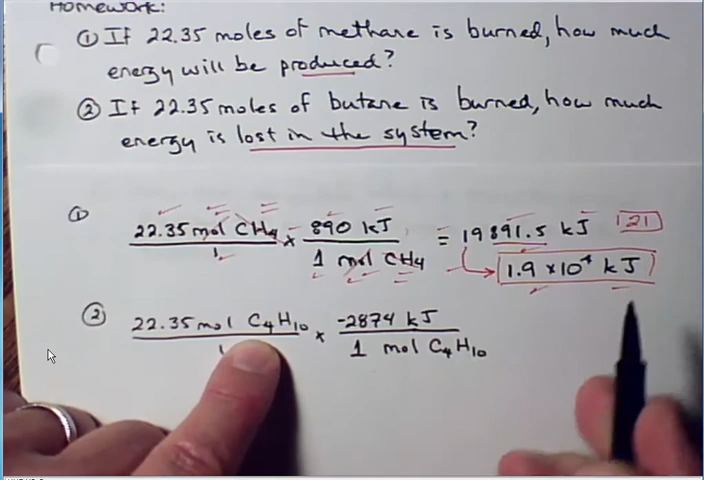 Homework:
① If 22.35 moles of methane is burned, how much
energy will be produced?
② If 22.35 moles of butane is burned, how much
energy is lost in the system?
①
22.35 mol CH4 × 890 kJ = 19891.5 kJ 121
1 1 mol CH4
1.9 × 10⁴ kJ
②
22.35 mol C4H10 × -2874 kJ
1 1 mol C4H10